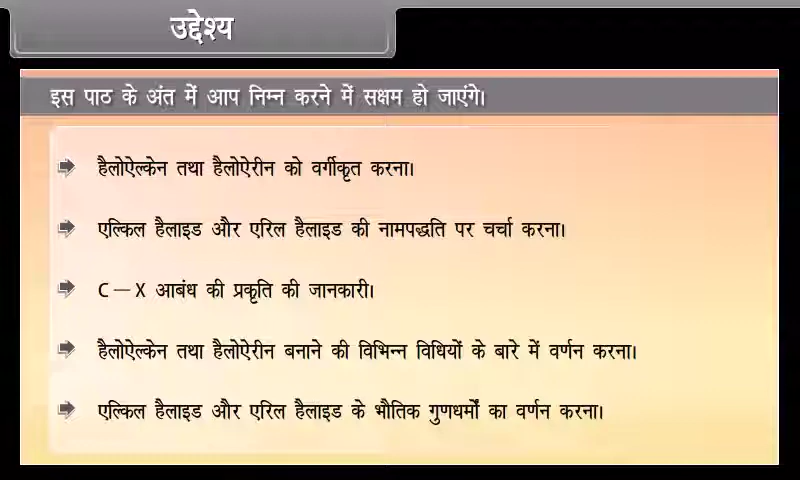 उद्देश्य
इस पाठ के अंत में आप निम्न करने में सक्षम हो जाएंगे।
हैलोऐल्केन तथा हैलोऐरीन को वर्गीकृत करना।
एल्किल हैलाइड और एरिल हैलाइड की नामपद्धति पर चर्चा करना।
C – X आबंध की प्रकृति की जानकारी।
हैलोऐल्केन तथा हैलोऐरीन बनाने की विभिन्न विधियों के बारे में वर्णन करना।
एल्किल हैलाइड और एरिल हैलाइड के भौतिक गुणधर्मों का वर्णन करना।